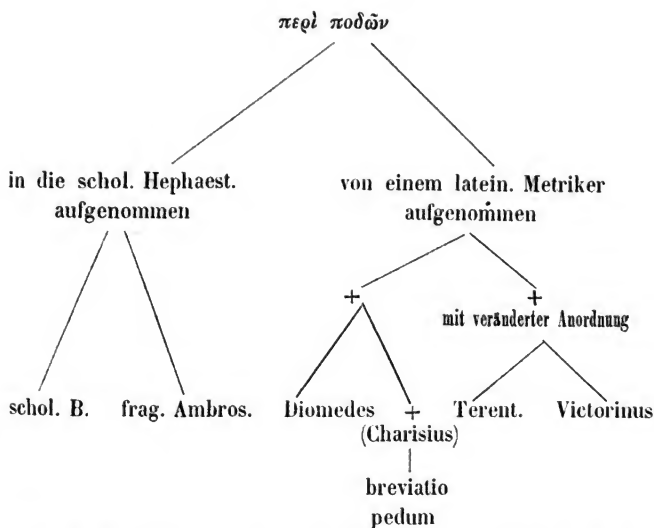 περὶ ποδῶν
in die schol. Hephaest.
aufgenommen
von einem latein. Metriker
aufgenommen
+
+
mit veränderter Anordnung
schol. B.
frag. Ambros.
Diomedes
+
(Charisius)
Terent.
Victorinus
breviatio
pedum